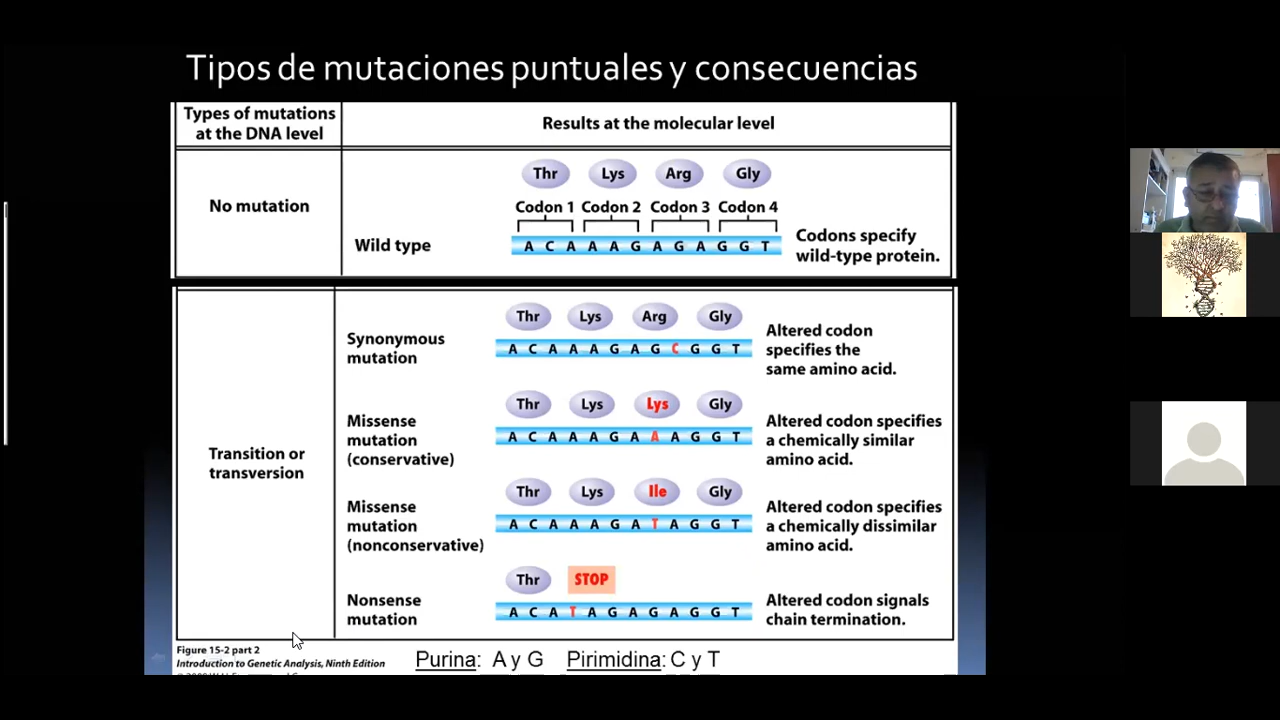 Tipos de mutaciones puntuales y consecuencias
Types of mutations
at the DNA level
Results at the molecular level
No mutation
Wild type
Thr Lys Arg Gly
Codon 1 Codon 2 Codon 3 Codon 4
A C A A A G A G A G G T
Codons specify
wild-type protein.
Transition or
transversion
Synonymous
mutation
Thr Lys Arg Gly
A C A A A G A G C G G T
Altered codon
specifies the
same amino acid.
Missense
mutation
(conservative)
Thr Lys Lys Gly
A C A A A G A A A G G T
Altered codon specifies
a chemically similar
amino acid.
Missense
mutation
(nonconservative)
Thr Lys Ile Gly
A C A A A G A T A G G T
Altered codon specifies
a chemically dissimilar
amino acid.
Nonsense
mutation
Thr STOP
A C A T A G A G A G G T
Altered codon signals
chain termination.
Figure 15-2 part 2
Introduction to Genetic Analysis, Ninth Edition
Purina: A y G Pirimidina: C y T